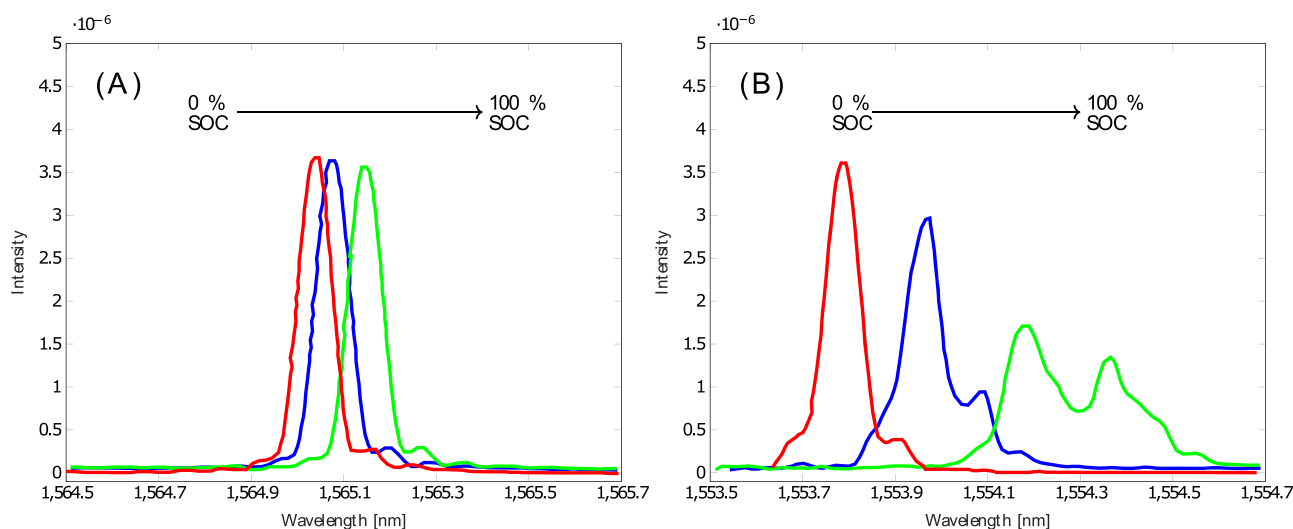 ·10⁻⁶
5
4.5
4
3.5
3
2.5
2
1.5
1
0.5
0
Intensity
(A)
0 % 100 %
SOC SOC
1,564.5 1,564.7 1,564.9 1,565.1 1,565.3 1,565.5 1,565.7
Wavelength [nm]
·10⁻⁶
5
4.5
4
3.5
3
2.5
2
1.5
1
0.5
0
Intensity
(B)
0 % 100 %
SOC SOC
1,553.5 1,553.7 1,553.9 1,554.1 1,554.3 1,554.5 1,554.7
Wavelength [nm]